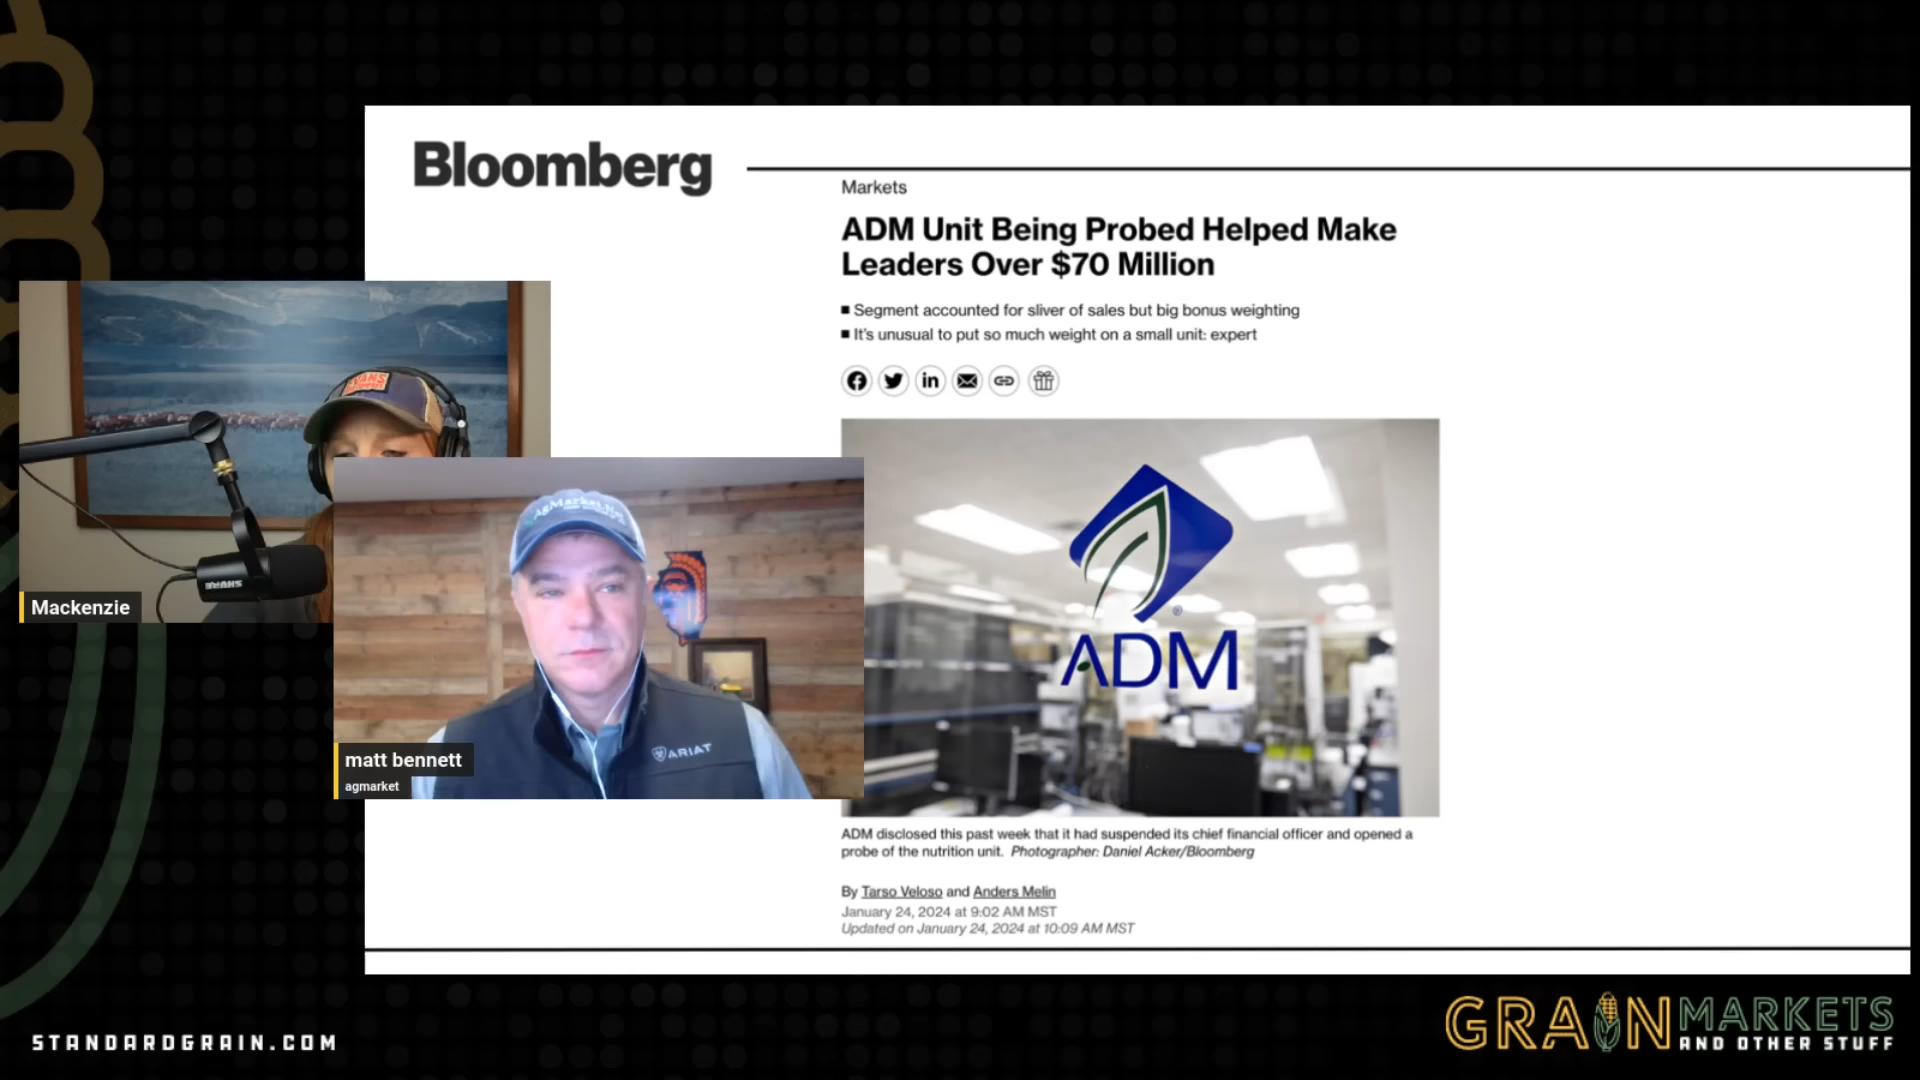 Bloomberg
Markets
ADM Unit Being Probed Helped Make
Leaders Over $70 Million
Segment accounted for sliver of sales but big bonus weighting
It's unusual to put so much weight on a small unit: expert
ADM
®
ADM disclosed this past week that it had suspended its chief financial officer and opened a
probe of the nutrition unit. Photographer: Daniel Acker/Bloomberg
By Tarso Veloso and Anders Melin
January 24, 2024 at 9:02 AM MST
Updated on January 24, 2024 at 10:09 AM MST
Mackenzie
AgMarket.Net
ARIAT
matt bennett
agmarket
STANDARDGRAIN.COM
GRAIN MARKETS
AND OTHER STUFF